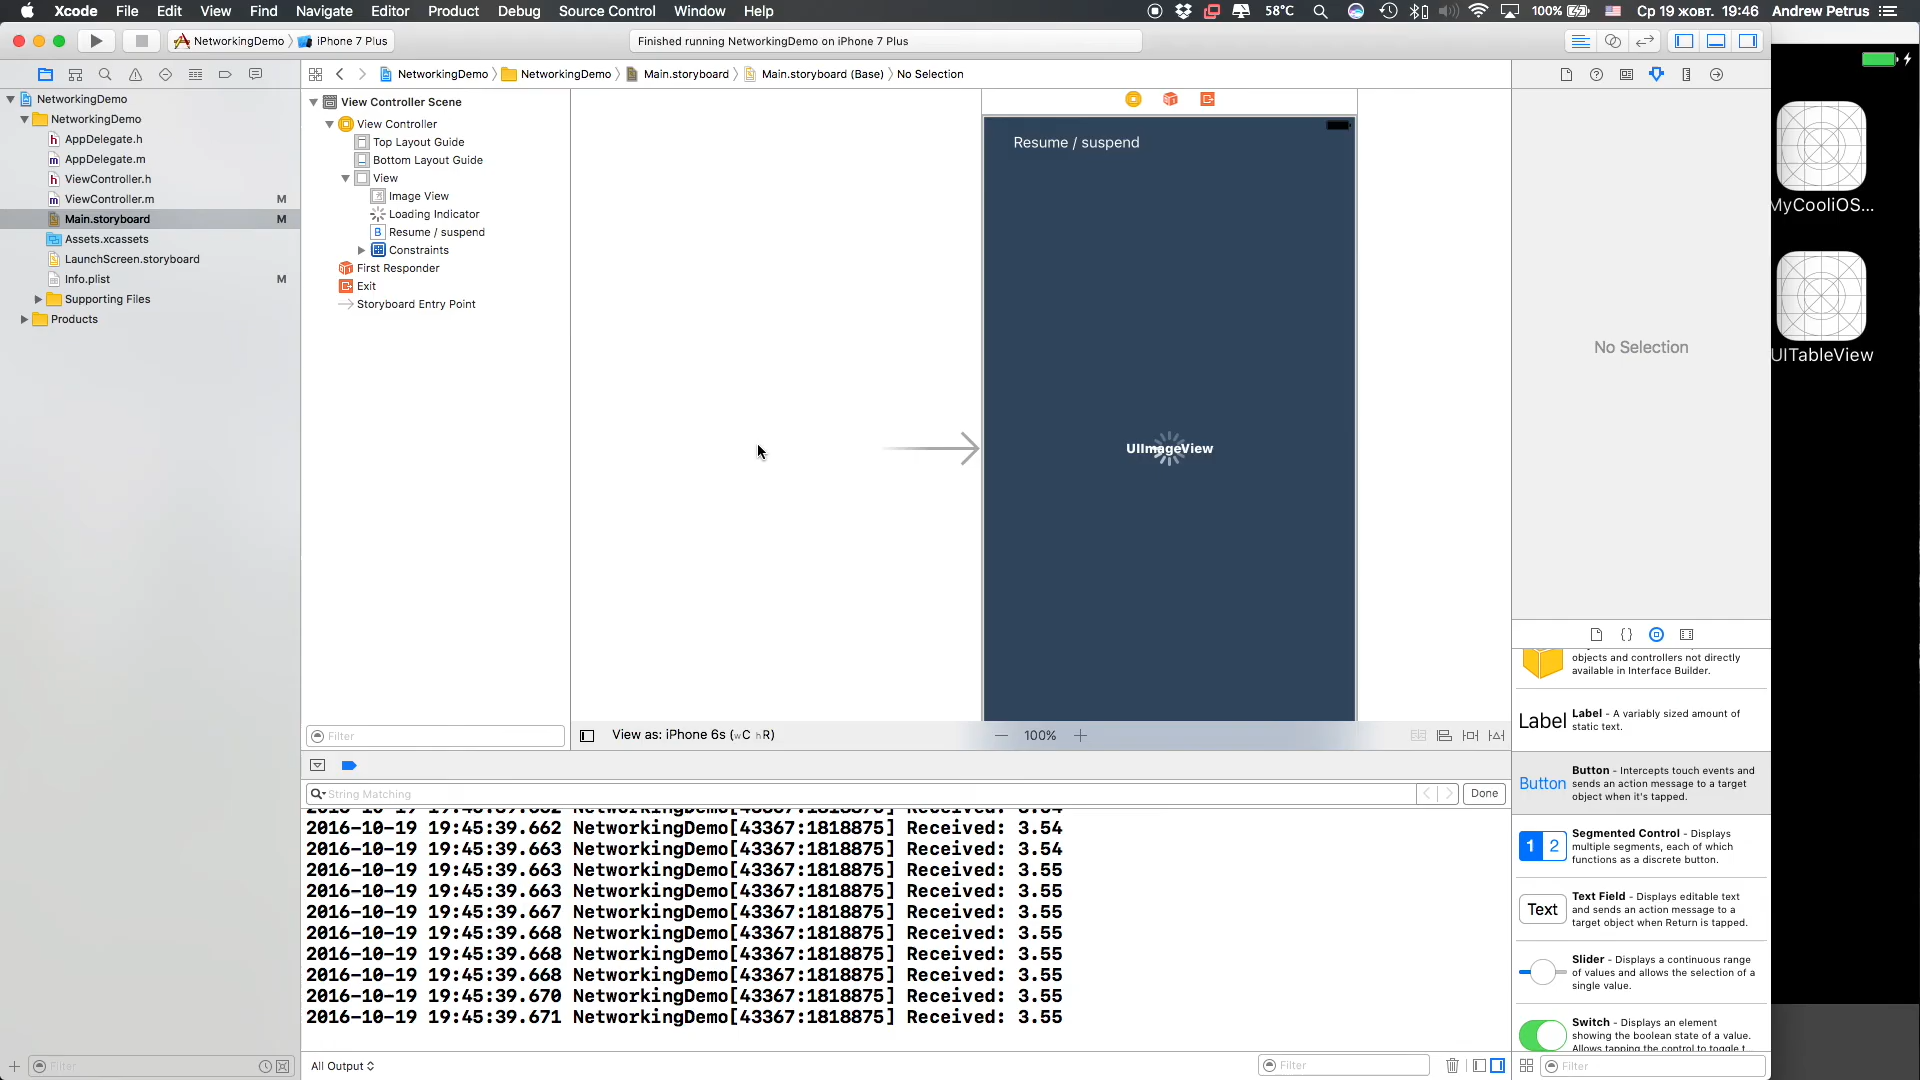 Xcode File Edit View Find Navigate Editor Product Debug Source Control Window Help
58°C 100% Ср 19 жовт. 19:46 Andrew Petrus
NetworkingDemo iPhone 7 Plus
Finished running NetworkingDemo on iPhone 7 Plus
NetworkingDemo NetworkingDemo Main.storyboard Main.storyboard (Base) No Selection
NetworkingDemo
NetworkingDemo
AppDelegate.h
AppDelegate.m
ViewController.h
ViewController.m M
Main.storyboard M
Assets.xcassets
LaunchScreen.storyboard
Info.plist M
Supporting Files
Products
Filter
View Controller Scene
View Controller
Top Layout Guide
Bottom Layout Guide
View
Image View
Loading Indicator
B Resume / suspend
Constraints
First Responder
Exit
Storyboard Entry Point
Filter
Resume / suspend
UIImageView
View as: iPhone 6s (wC hR)
100%
String Matching
Done
2016-10-19 19:45:39.662 NetworkingDemo[43367:1818875] Received: 3.54
2016-10-19 19:45:39.663 NetworkingDemo[43367:1818875] Received: 3.54
2016-10-19 19:45:39.663 NetworkingDemo[43367:1818875] Received: 3.55
2016-10-19 19:45:39.663 NetworkingDemo[43367:1818875] Received: 3.55
2016-10-19 19:45:39.667 NetworkingDemo[43367:1818875] Received: 3.55
2016-10-19 19:45:39.668 NetworkingDemo[43367:1818875] Received: 3.55
2016-10-19 19:45:39.668 NetworkingDemo[43367:1818875] Received: 3.55
2016-10-19 19:45:39.668 NetworkingDemo[43367:1818875] Received: 3.55
2016-10-19 19:45:39.670 NetworkingDemo[43367:1818875] Received: 3.55
2016-10-19 19:45:39.671 NetworkingDemo[43367:1818875] Received: 3.55
All Output
Filter
No Selection
objects and controllers not directly
available in Interface Builder.
Label
Label - A variably sized amount of
static text.
Button
Button - Intercepts touch events and
sends an action message to a target
object when it's tapped.
1 2
Segmented Control - Displays
multiple segments, each of which
functions as a discrete button.
Text
Text Field - Displays editable text
and sends an action message to a
target object when Return is tapped.
Slider - Displays a continuous range
of values and allows the selection of a
single value.
Switch - Displays an element
showing the boolean state of a value.
Allows tapping the control to toggle t...
Filter
MyCooliOS...
UITableView